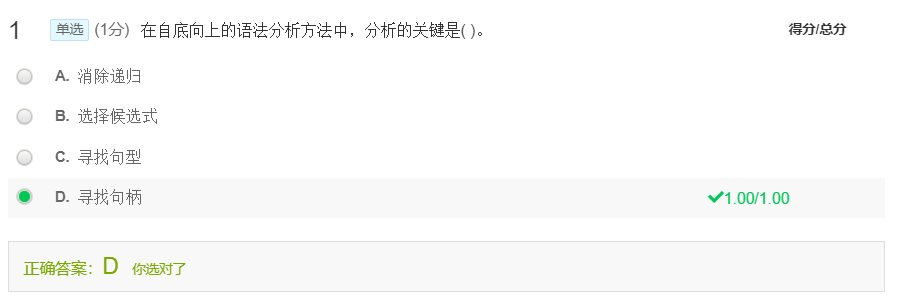 1 单选 (1分) 在自底向上的语法分析方法中，分析的关键是( )。 得分/总分
A. 消除递归
B. 选择候选式
C. 寻找句型
D. 寻找句柄 1.00/1.00
正确答案：D 你选对了